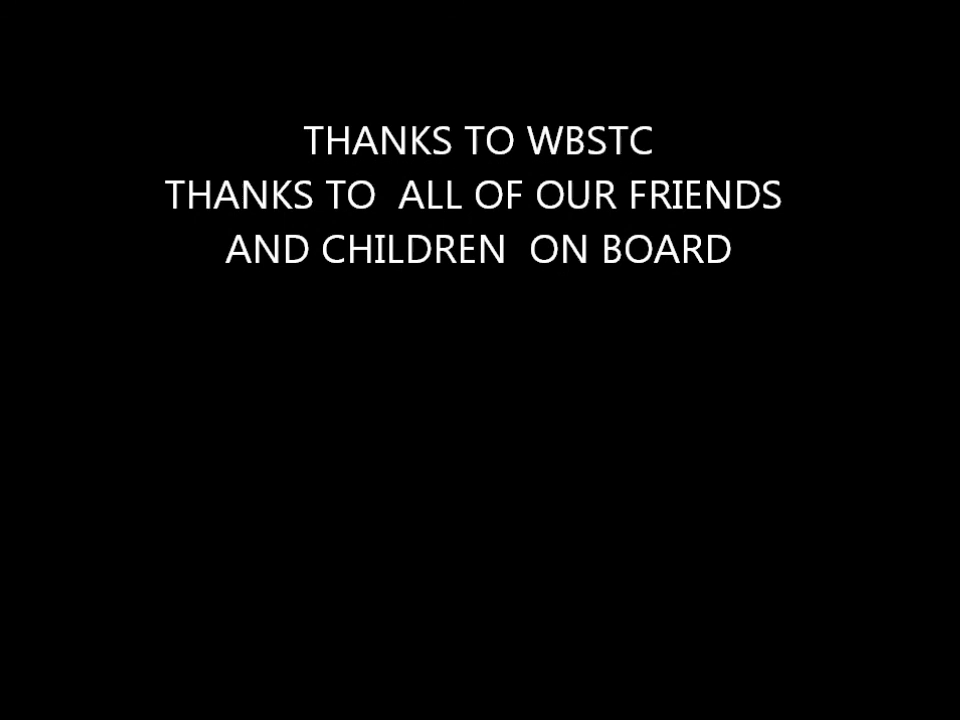 THANKS TO WBSTC
THANKS TO  ALL OF OUR FRIENDS
AND CHILDREN  ON BOARD